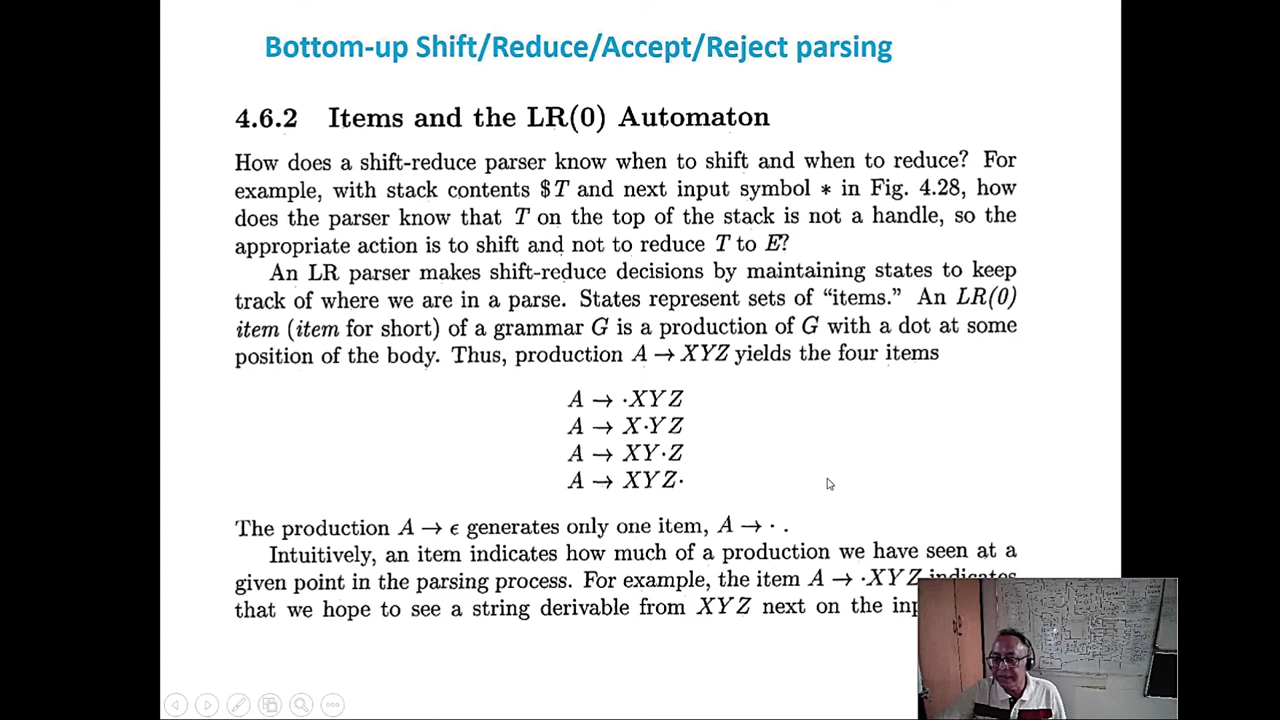 Bottom-up Shift/Reduce/Accept/Reject parsing
4.6.2 Items and the LR(0) Automaton
How does a shift-reduce parser know when to shift and when to reduce? For
example, with stack contents $T and next input symbol * in Fig. 4.28, how
does the parser know that T on the top of the stack is not a handle, so the
appropriate action is to shift and not to reduce T to E?
An LR parser makes shift-reduce decisions by maintaining states to keep
track of where we are in a parse. States represent sets of “items.” An LR(0)
item (item for short) of a grammar G is a production of G with a dot at some
position of the body. Thus, production A → XYZ yields the four items
A → ·XYZ
A → X·YZ
A → XY·Z
A → XYZ·
The production A → ϵ generates only one item, A → · .
Intuitively, an item indicates how much of a production we have seen at a
given point in the parsing process. For example, the item A → ·XYZ indicates
that we hope to see a string derivable from XYZ next on the